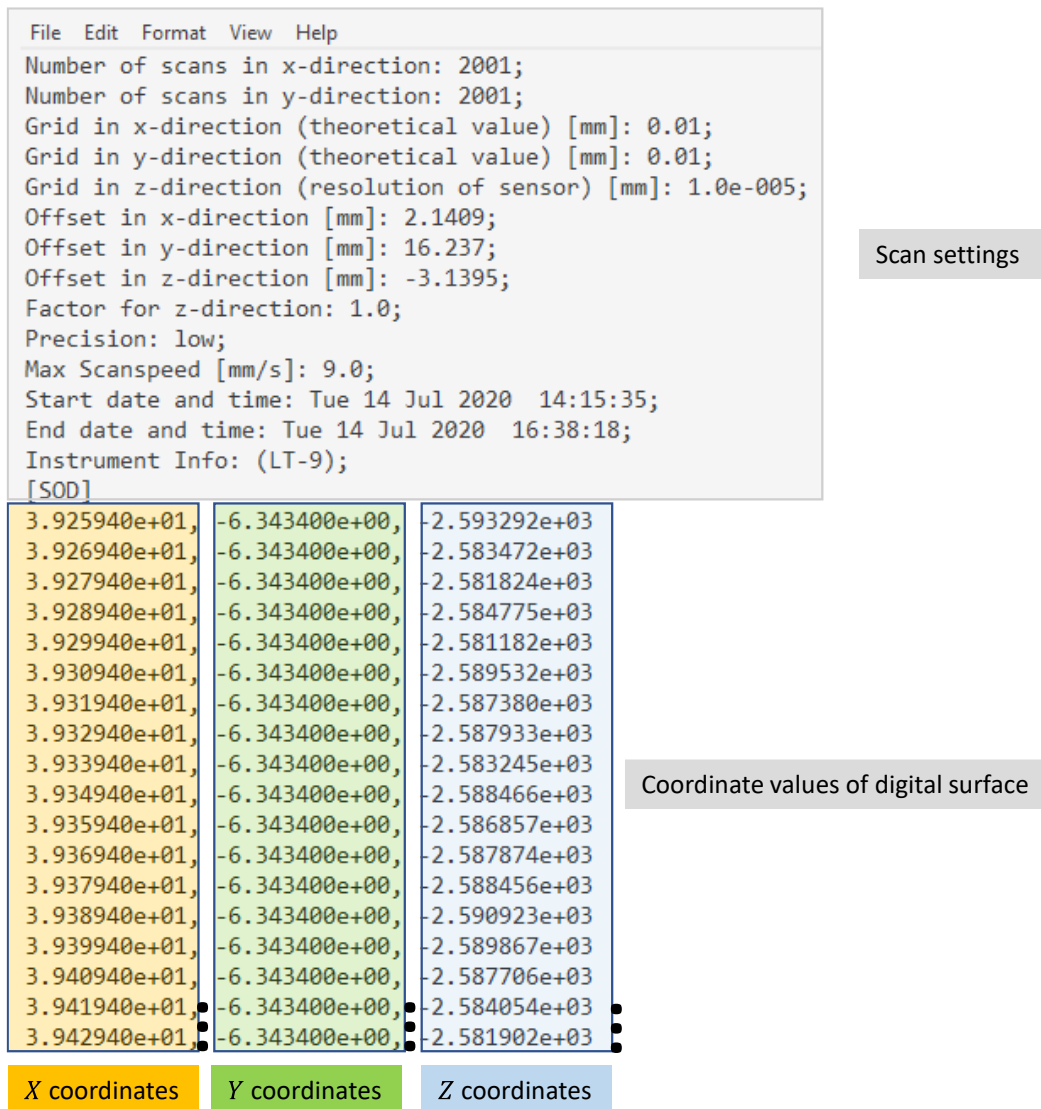 File Edit Format View Help
Number of scans in x-direction: 2001;
Number of scans in y-direction: 2001;
Grid in x-direction (theoretical value) [mm]: 0.01;
Grid in y-direction (theoretical value) [mm]: 0.01;
Grid in z-direction (resolution of sensor) [mm]: 1.0e-005;
Offset in x-direction [mm]: 2.1409;
Offset in y-direction [mm]: 16.237;
Offset in z-direction [mm]: -3.1395;
Factor for z-direction: 1.0;
Precision: low;
Max Scanspeed [mm/s]: 9.0;
Start date and time: Tue 14 Jul 2020  14:15:35;
End date and time: Tue 14 Jul 2020  16:38:18;
Instrument Info: (LT-9);
[SOD]
Scan settings
3.925940e+01, -6.343400e+00, -2.593292e+03
3.926940e+01, -6.343400e+00, -2.583472e+03
3.927940e+01, -6.343400e+00, -2.581824e+03
3.928940e+01, -6.343400e+00, -2.584775e+03
3.929940e+01, -6.343400e+00, -2.581182e+03
3.930940e+01, -6.343400e+00, -2.589532e+03
3.931940e+01, -6.343400e+00, -2.587380e+03
3.932940e+01, -6.343400e+00, -2.587933e+03
3.933940e+01, -6.343400e+00, -2.583245e+03
3.934940e+01, -6.343400e+00, -2.588466e+03
3.935940e+01, -6.343400e+00, -2.586857e+03
3.936940e+01, -6.343400e+00, -2.587874e+03
3.937940e+01, -6.343400e+00, -2.588456e+03
3.938940e+01, -6.343400e+00, -2.590923e+03
3.939940e+01, -6.343400e+00, -2.589867e+03
3.940940e+01, -6.343400e+00, -2.587706e+03
3.941940e+01, -6.343400e+00, -2.584054e+03
3.942940e+01, -6.343400e+00, -2.581902e+03
Coordinate values of digital surface
X coordinates
Y coordinates
Z coordinates